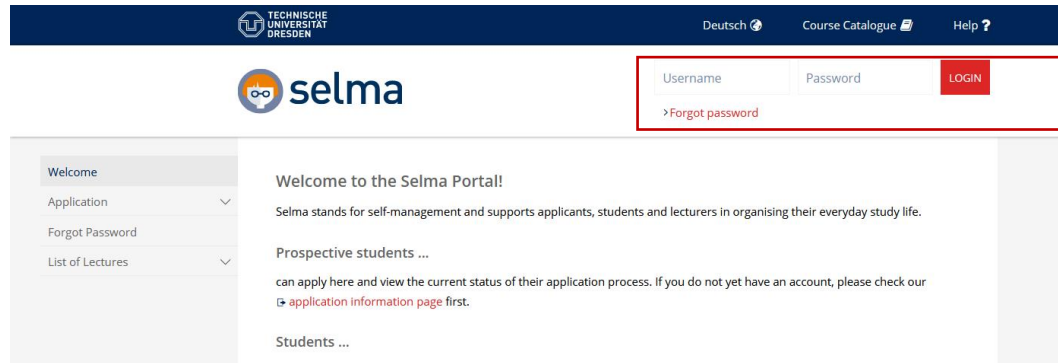 TECHNISCHE
UNIVERSITÄT
DRESDEN
Deutsch
Course Catalogue
Help ?
selma
Username
Password
LOGIN
>Forgot password
Welcome
Application
Forgot Password
List of Lectures
Welcome to the Selma Portal!
Selma stands for self-management and supports applicants, students and lecturers in organising their everyday study life.
Prospective students ...
can apply here and view the current status of their application process. If you do not yet have an account, please check our
application information page first.
Students ...